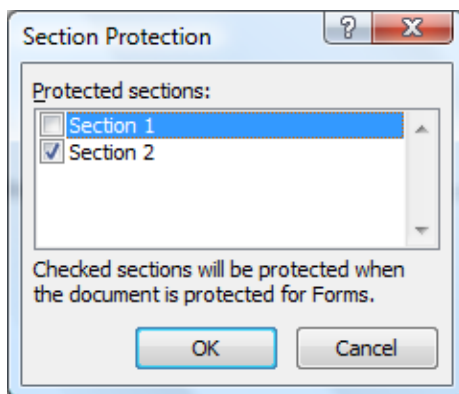 Section Protection
Protected sections:
Section 1
Section 2
Checked sections will be protected when
the document is protected for Forms.
OK Cancel